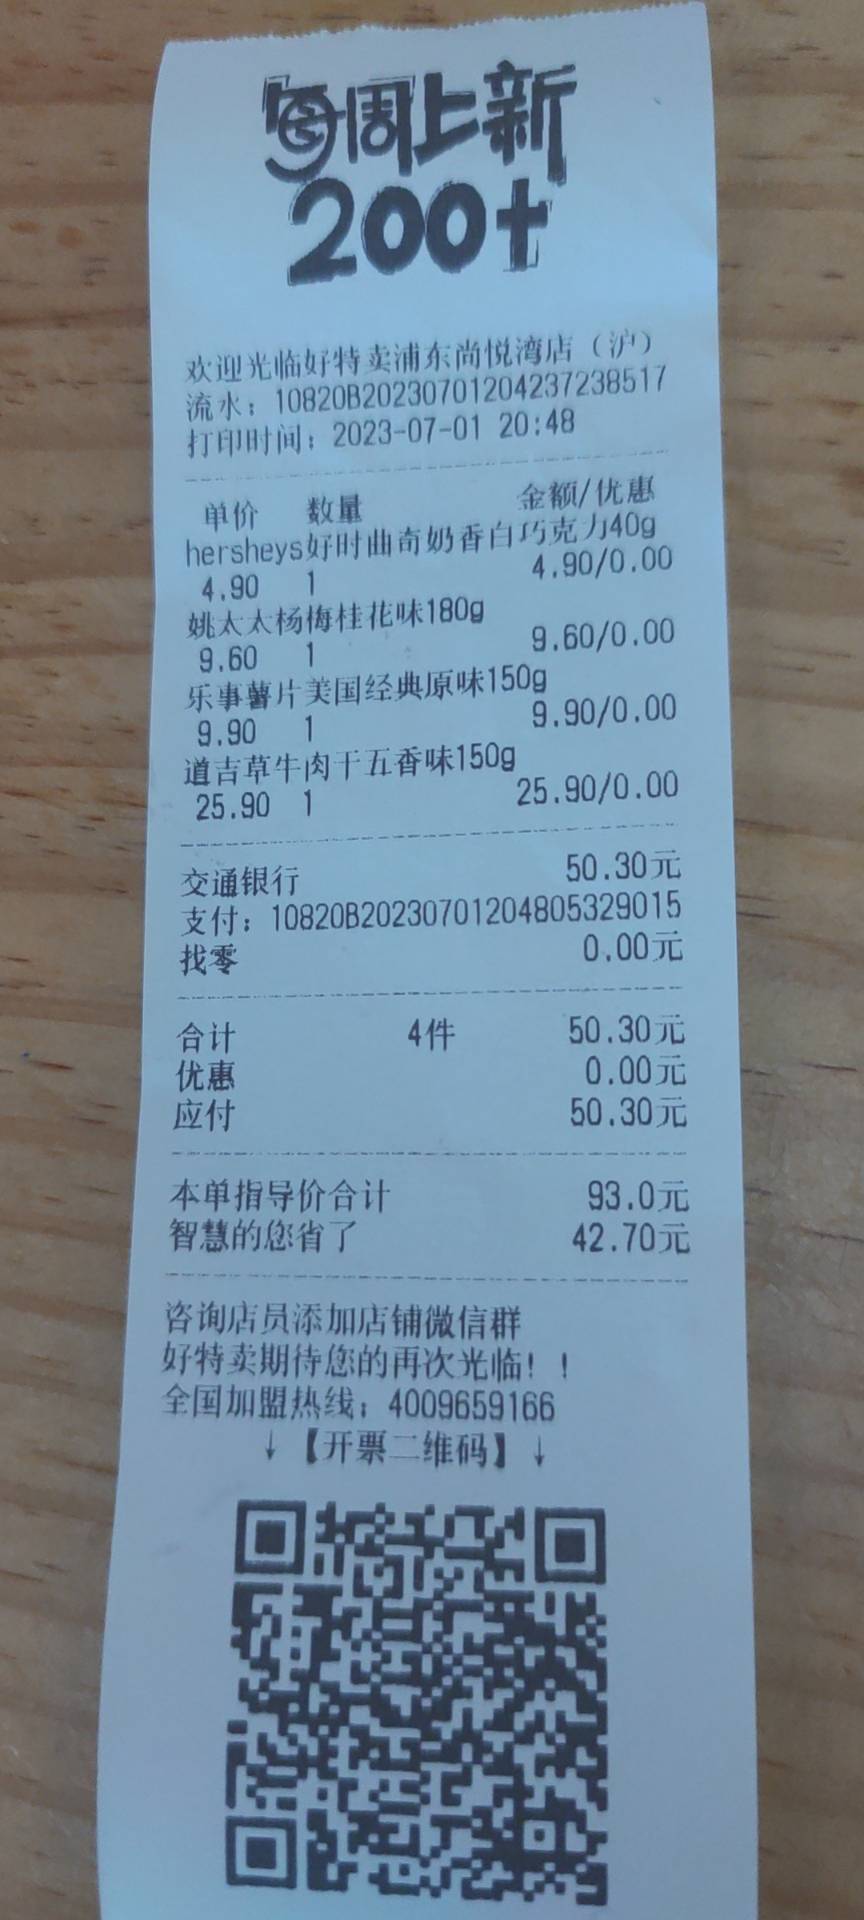 每周上新
200+
欢迎光临好特卖浦东尚悦湾店（沪）
流水：10820B20230701204237238517
打印时间：2023-07-01 20:48
单价 数量 金额/优惠
hersheys好时曲奇奶香白巧克力40g
4.90 1 4.90/0.00
姚太太杨梅桂花味180g
9.60 1 9.60/0.00
乐事薯片美国经典原味150g
9.90 1 9.90/0.00
道吉草牛肉干五香味150g
25.90 1 25.90/0.00
交通银行 50.30元
支付：10820B20230701204805329015
找零 0.00元
合计 4件 50.30元
优惠 0.00元
应付 50.30元
本单指导价合计 93.0元
智慧的您省了 42.70元
咨询店员添加店铺微信群
好特卖期待您的再次光临！！
全国加盟热线：4009659166
↓【开票二维码】↓